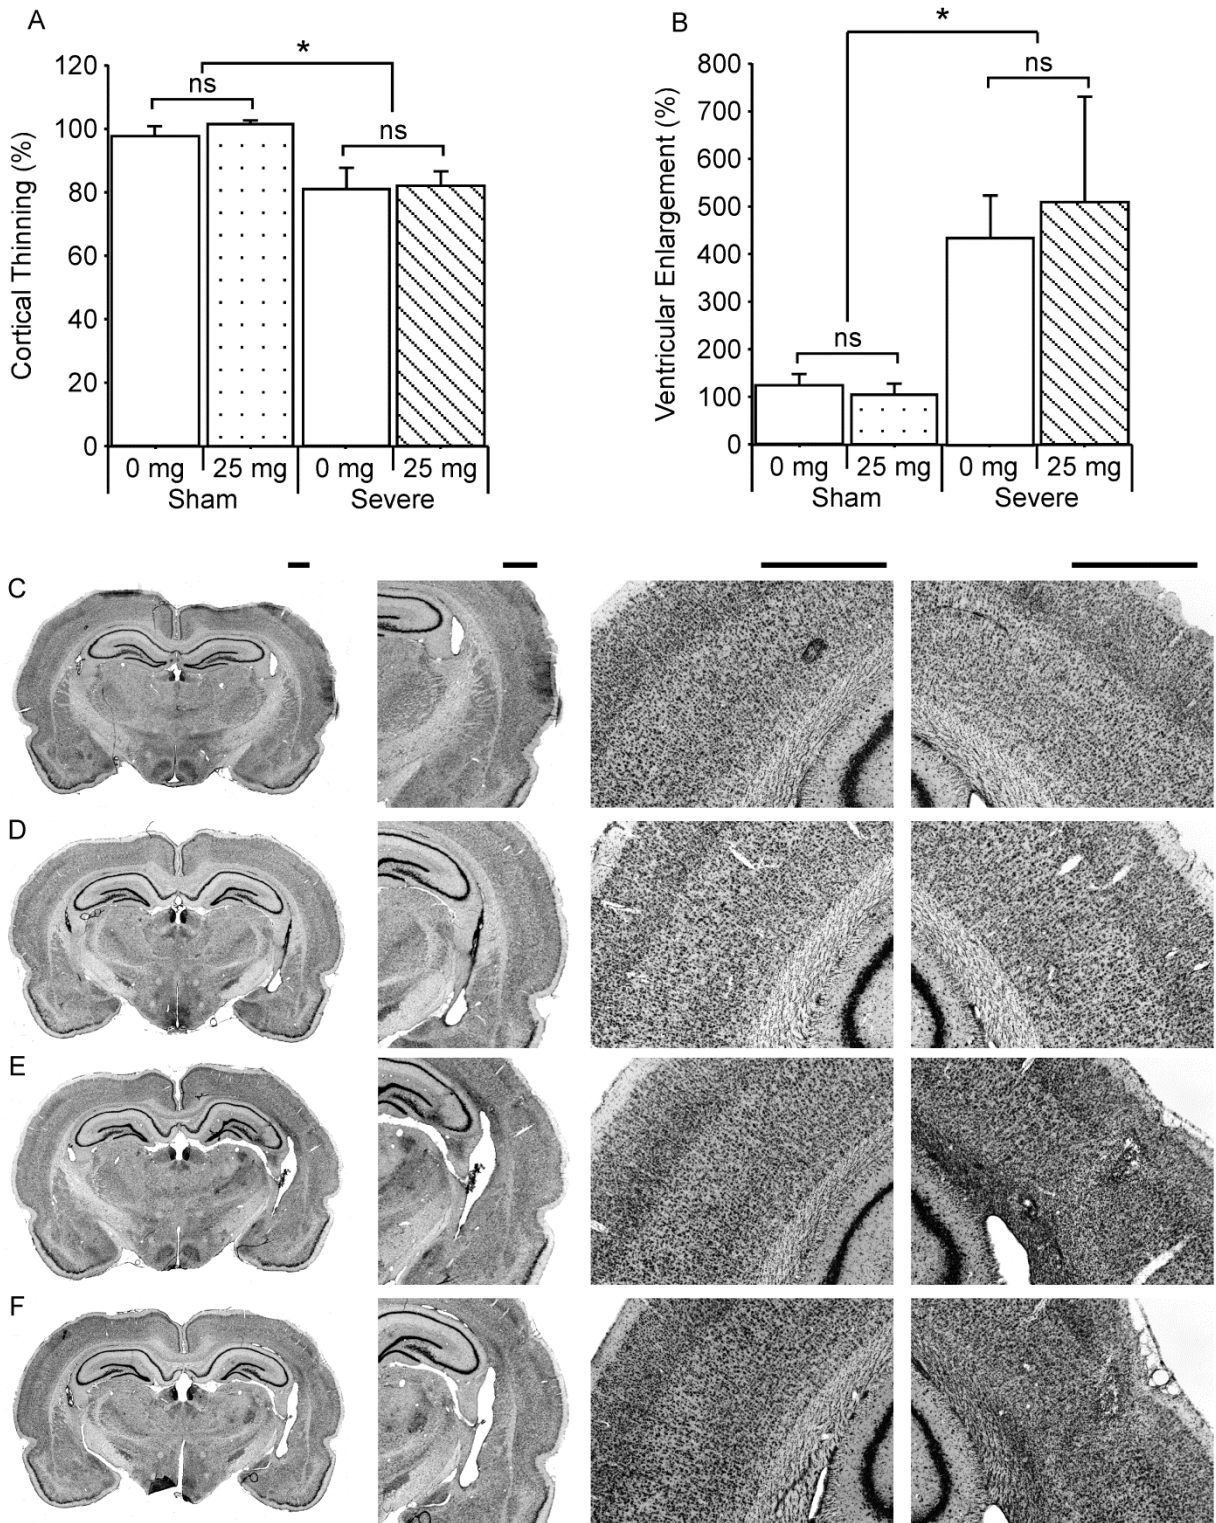 A
*
ns
ns
Cortical Thinning (%)
120
100
80
60
40
20
0
0 mg 25 mg 0 mg 25 mg
Sham Severe
B
*
ns
ns
Ventricular Enlargement (%)
800
700
600
500
400
300
200
100
0
0 mg 25 mg 0 mg 25 mg
Sham Severe
C
D
E
F